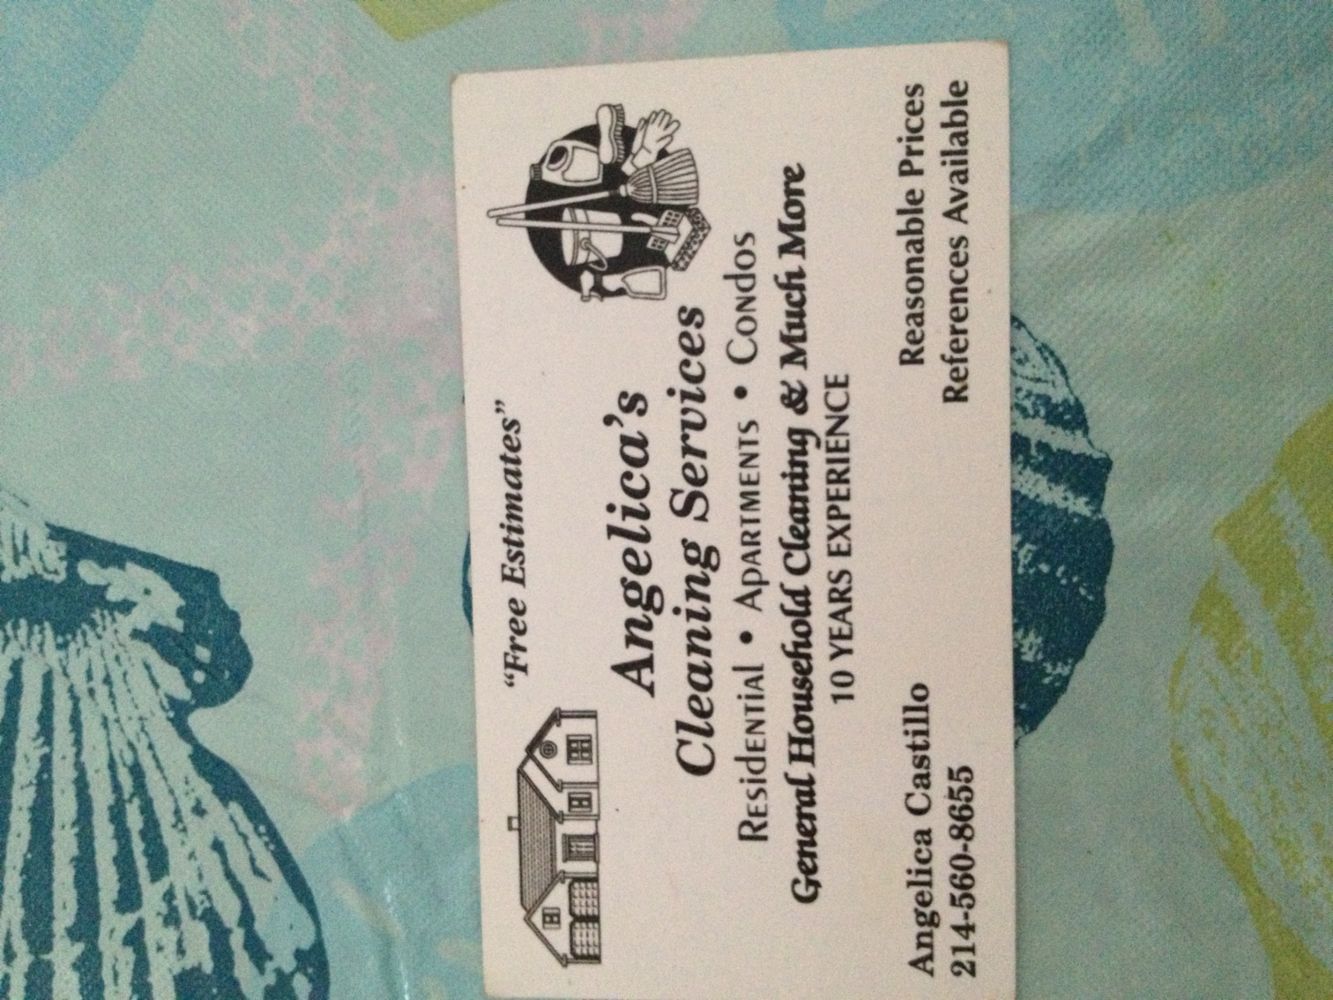 “Free Estimates”
Angelica's
Cleaning Services
Residential • Apartments • Condos
General Household Cleaning & Much More
10 YEARS EXPERIENCE
Angelica Castillo
214-560-8655
Reasonable Prices
References Available